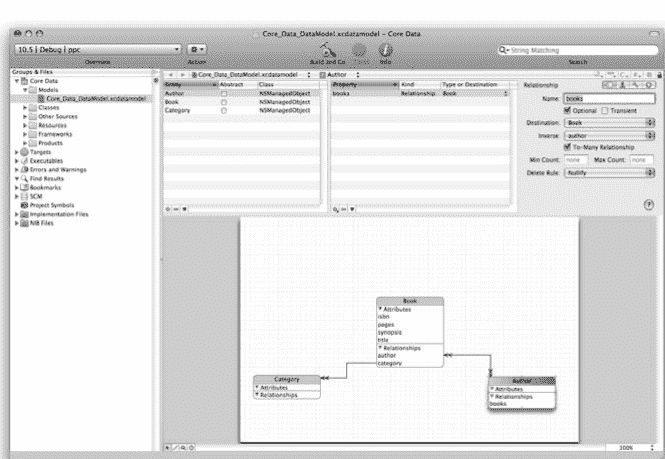 Core_Data_DataModel.xcdatamodel – Core Data
10.5 | Debug | ppc
String Matching
Overview
Action
Build and Go
Info
Search
Groups & Files
Core Data
Models
Core_Data_DataModel.xcdatamodel
Classes
Other Sources
Resources
Frameworks
Products
Targets
Executables
Errors and Warnings
Find Results
Bookmarks
SCM
Project Symbols
Implementation Files
NIB Files
Core_Data_DataModel.xcdatamodel
Author
Entity Abstract Class
Author NSManagedObject
Book NSManagedObject
Category NSManagedObject
Property Kind Type or Destination
books Relationship Book
Relationship
Name: books
Optional Transient
Destination: Book
Inverse: author
To-Many Relationship
Min Count: none Max Count: none
Delete Rule: Nullify
Book
Attributes
isbn
pages
synopsis
title
Relationships
author
category
Category
Attributes
Relationships
Author
Attributes
Relationships
books
100%